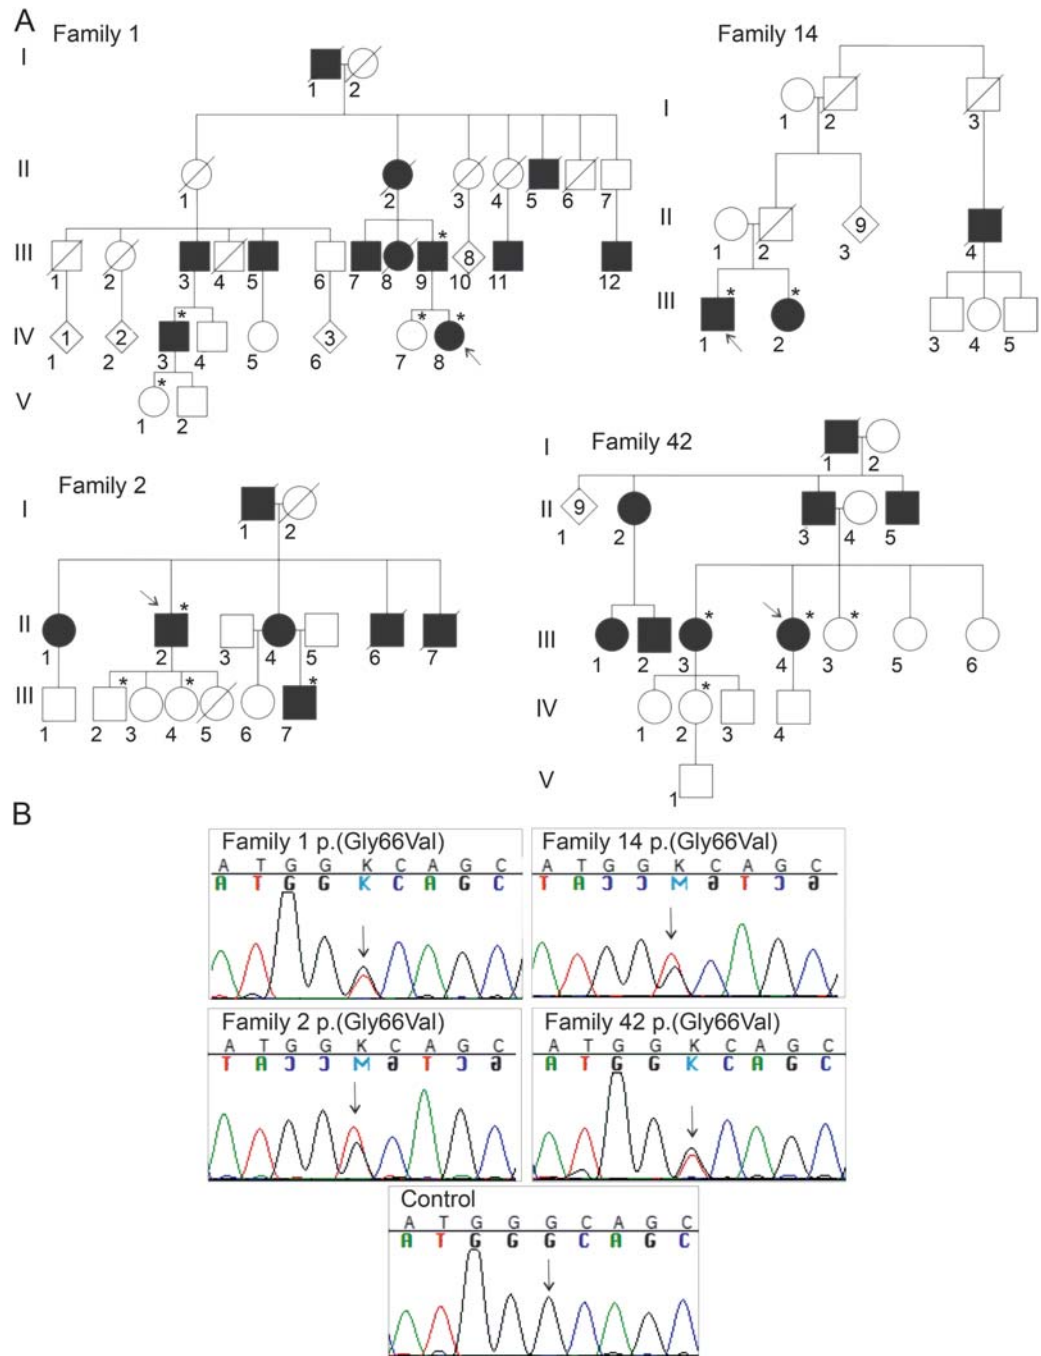 A
Family 1
I
1 2
II
1 2 3 4 5 6 7
III
1 2 3 4 5 6 7 8 9 * 8 10 11 12
IV
1 1 2 2 3 * 4 5 3 6 7 * 8 *
V
1 * 2
Family 14
I
1 2 3
II
1 2 9 3 4
III
1 * 2 * 3 4 5
Family 2
I
1 2
II
1 2 * 3 4 5 6 7
III
1 2 * 3 4 * 5 6 7 *
Family 42
I
1 2
II
9 1 2 3 4 5
III
1 2 3 * 4 * 3 * 5 6
IV
1 2 * 3 4
V
1
B
Family 1 p.(Gly66Val)
A T G G K C A G C
A T G G K C A G C
Family 14 p.(Gly66Val)
A T G G K C A G C
T A C C M G T C G
Family 2 p.(Gly66Val)
A T G G K C A G C
T A C C M G T C G
Family 42 p.(Gly66Val)
A T G G K C A G C
A T G G K C A G C
Control
A T G G G C A G C
A T G G G C A G C